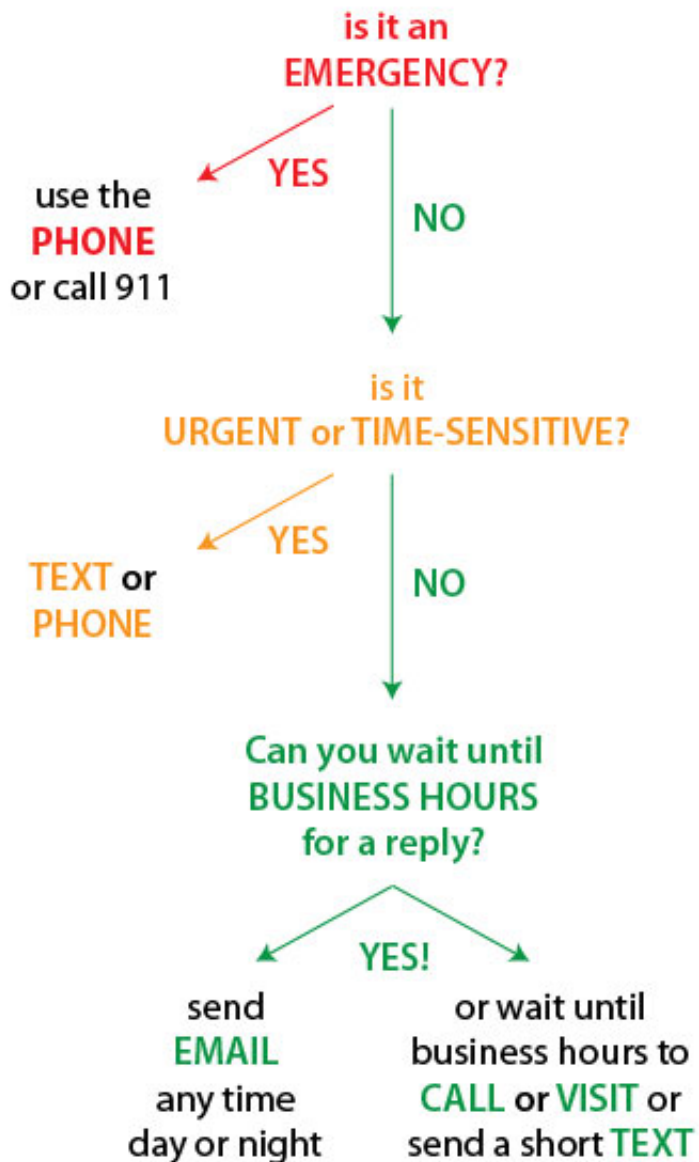 is it an
EMERGENCY?
YES
NO
use the
PHONE
or call 911
is it
URGENT or TIME-SENSITIVE?
YES
NO
TEXT or
PHONE
Can you wait until
BUSINESS HOURS
for a reply?
YES!
send
EMAIL
any time
day or night
or wait until
business hours to
CALL or VISIT or
send a short TEXT